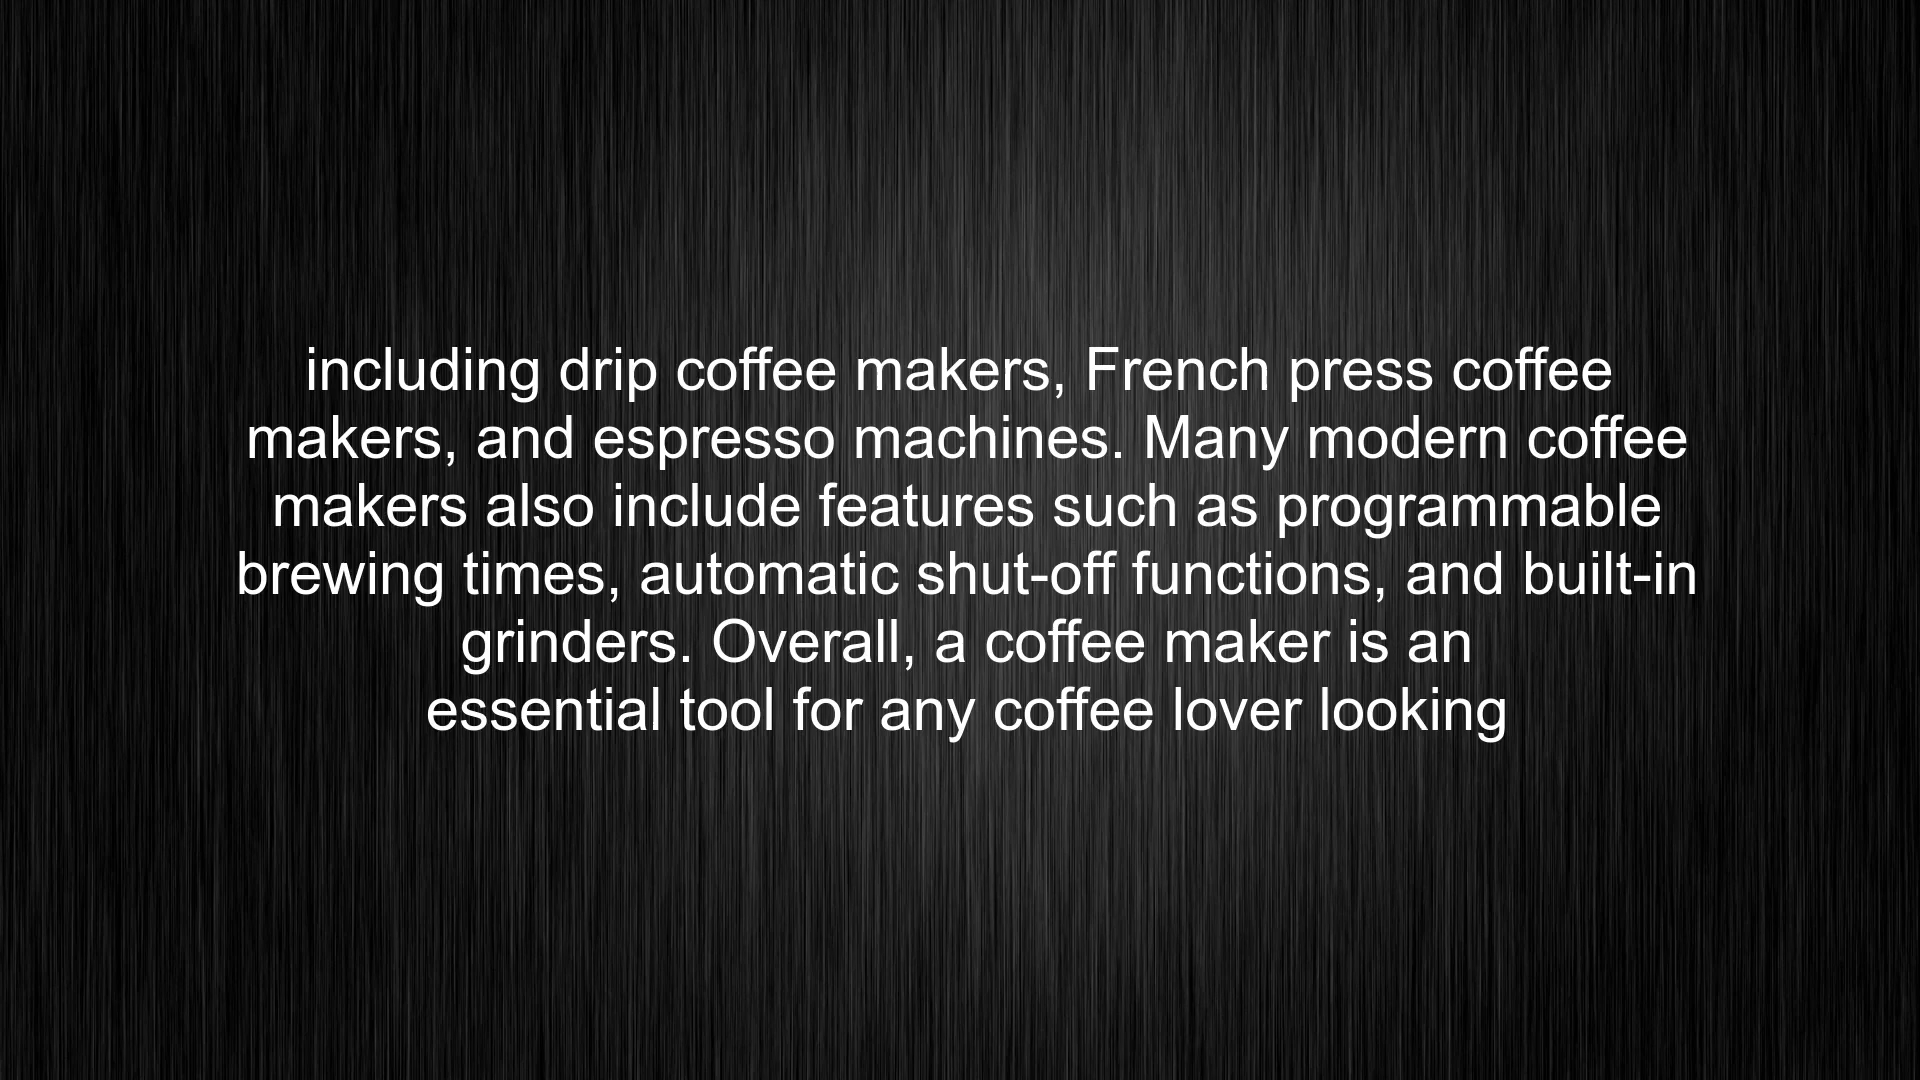 including drip coffee makers, French press coffee
makers, and espresso machines. Many modern coffee
makers also include features such as programmable
brewing times, automatic shut-off functions, and built-in
grinders. Overall, a coffee maker is an
essential tool for any coffee lover looking